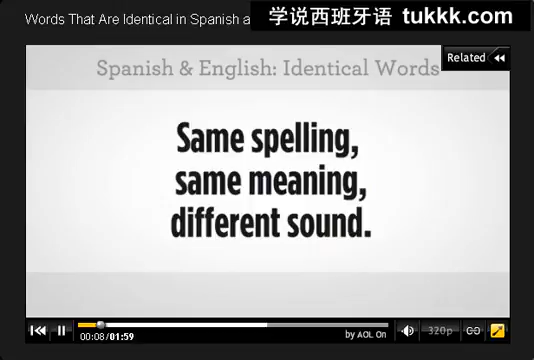 Words That Are Identical in Spanish a
学说西班牙语 tukkk.com
Related
Spanish & English: Identical Words
Same spelling,
same meaning,
different sound.
00:08/01:59
by AOL On
320p